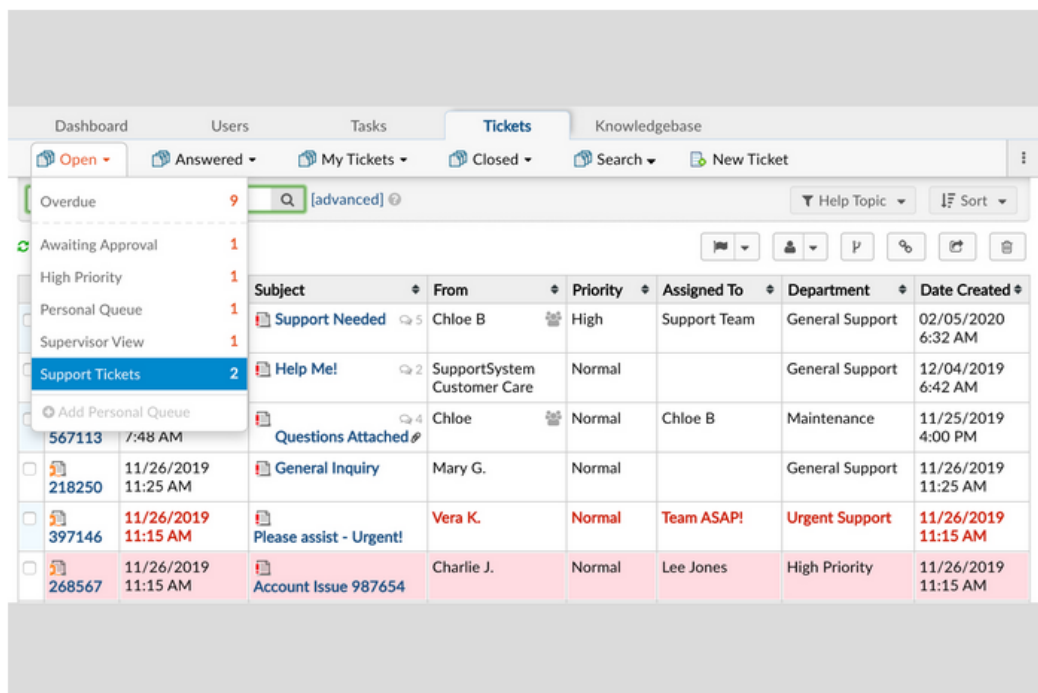 Dashboard Users Tasks Tickets Knowledgebase
Open Answered My Tickets Closed Search New Ticket
Overdue 9
[advanced] Help Topic Sort
Awaiting Approval 1
High Priority 1
Personal Queue 1
Supervisor View 1
Support Tickets 2
Add Personal Queue
Subject From Priority Assigned To Department Date Created
Support Needed 5 Chloe B High Support Team General Support 02/05/2020
6:32 AM
Help Me! 2 SupportSystem Normal General Support 12/04/2019
Customer Care 6:42 AM
4 Chloe Normal Chloe B Maintenance 11/25/2019
567113 7:48 AM Questions Attached 4:00 PM
11/26/2019 General Inquiry Mary G. Normal General Support 11/26/2019
218250 11:25 AM 11:25 AM
11/26/2019 Vera K. Normal Team ASAP! Urgent Support 11/26/2019
397146 11:15 AM Please assist - Urgent! 11:15 AM
11/26/2019 Charlie J. Normal Lee Jones High Priority 11/26/2019
268567 11:15 AM Account Issue 987654 11:15 AM